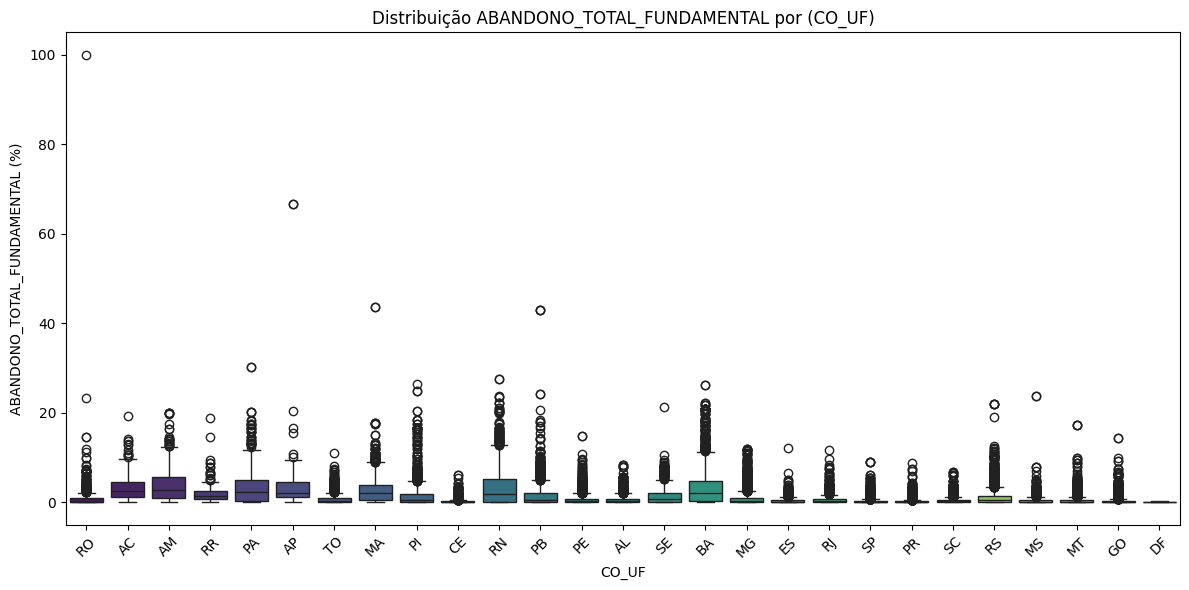 Distribuição ABANDONO_TOTAL_FUNDAMENTAL por (CO_UF)
ABANDONO_TOTAL_FUNDAMENTAL (%)
100
80
60
40
20
0
RO AC AM RR PA AP TO MA PI CE RN PB PE AL SE BA MG ES RJ SP PR SC RS MS MT GO DF
CO_UF